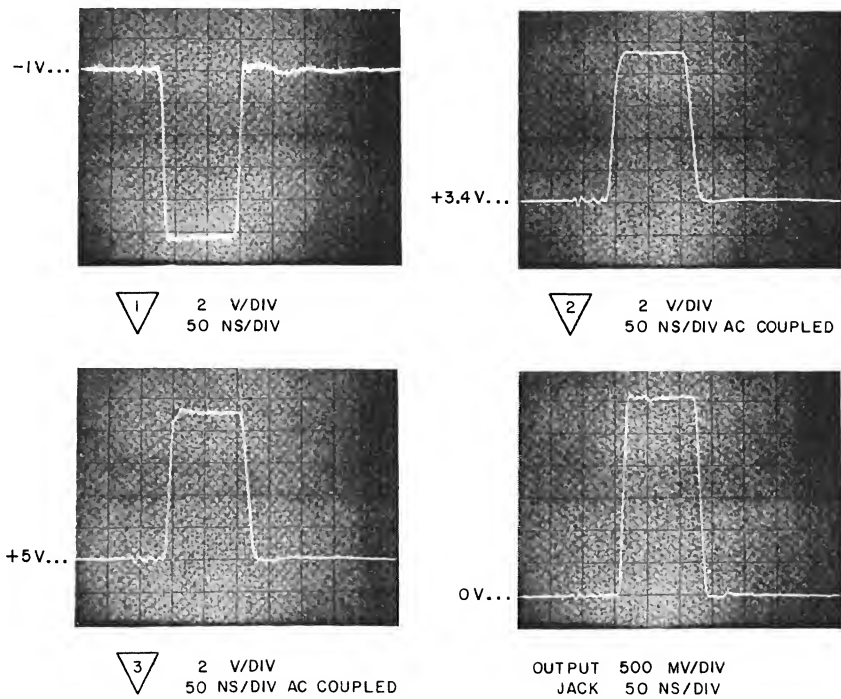 -1V...
+3.4V...
1 2 V/DIV
50 NS/DIV
2 2 V/DIV
50 NS/DIV AC COUPLED
+5V...
0V...
3 2 V/DIV
50 NS/DIV AC COUPLED
OUTPUT 500 MV/DIV
JACK 50 NS/DIV